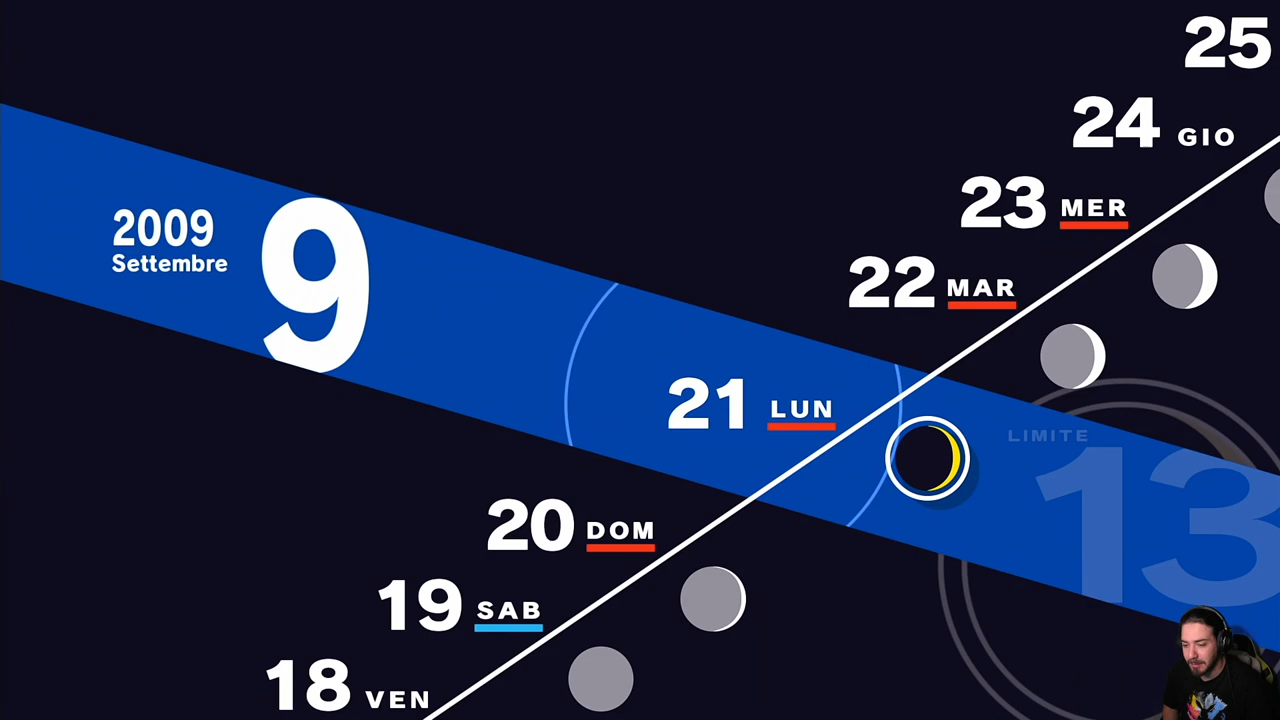 25
24 GIO
23 MER
2009
Settembre
9
22 MAR
21 LUN
LIMITE
13
20 DOM
19 SAB
18 VEN